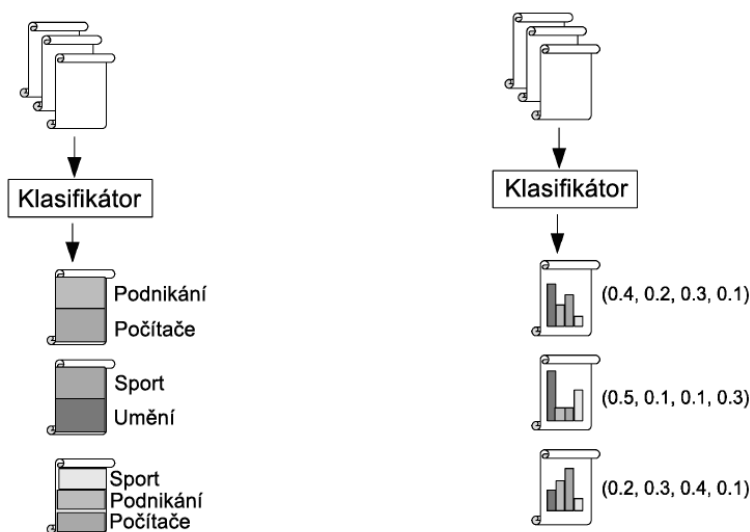 Klasifikátor
Podnikání
Počítače
Sport
Umění
Sport
Podnikání
Počítače
Klasifikátor
(0.4, 0.2, 0.3, 0.1)
(0.5, 0.1, 0.1, 0.3)
(0.2, 0.3, 0.4, 0.1)